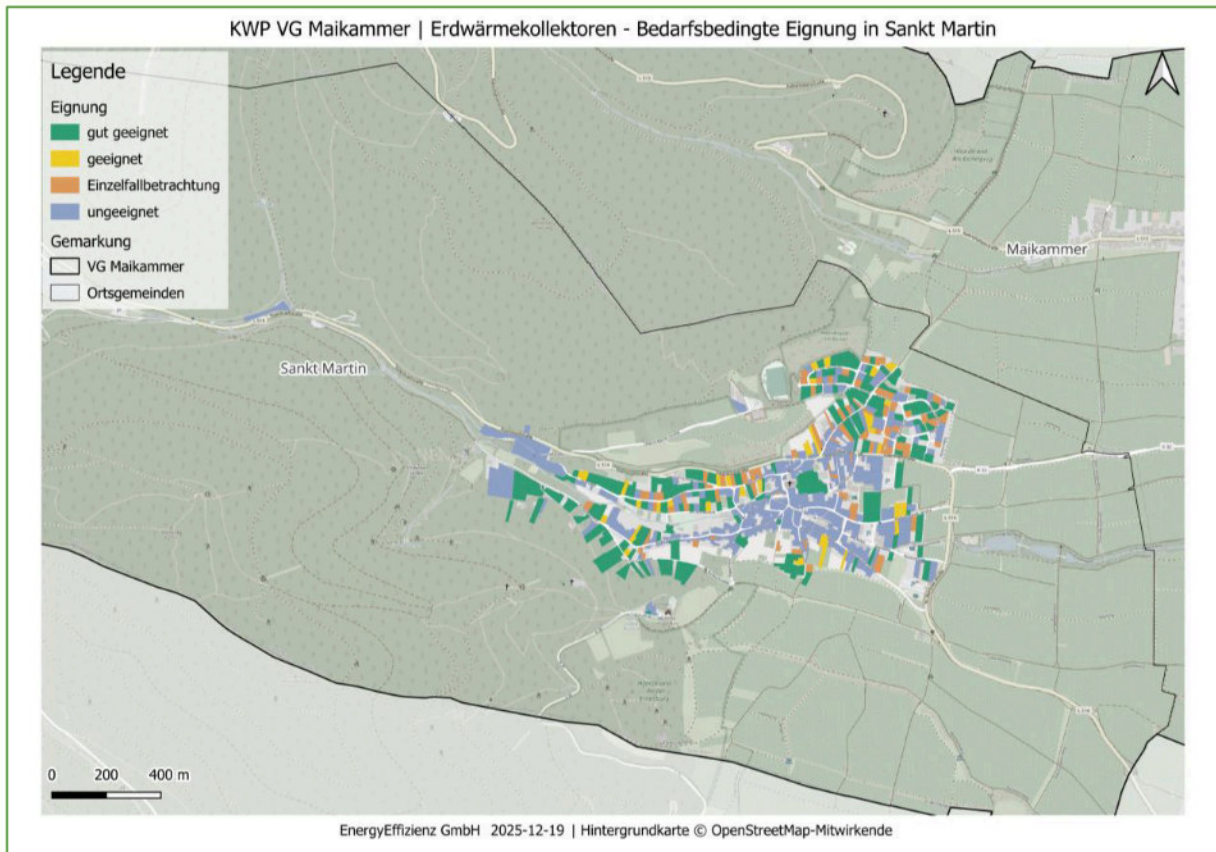 KWP VG Maikammer | Erdwärmekollektoren - Bedarfsbedingte Eignung in Sankt Martin
Legende
Eignung
gut geeignet
geeignet
Einzelfallbetrachtung
ungeeignet
Gemarkung
VG Maikammer
Ortsgemeinden
Maikammer
Sankt Martin
0 200 400 m
EnergyEffizienz GmbH 2025-12-19 | Hintergrundkarte © OpenStreetMap-Mitwirkende